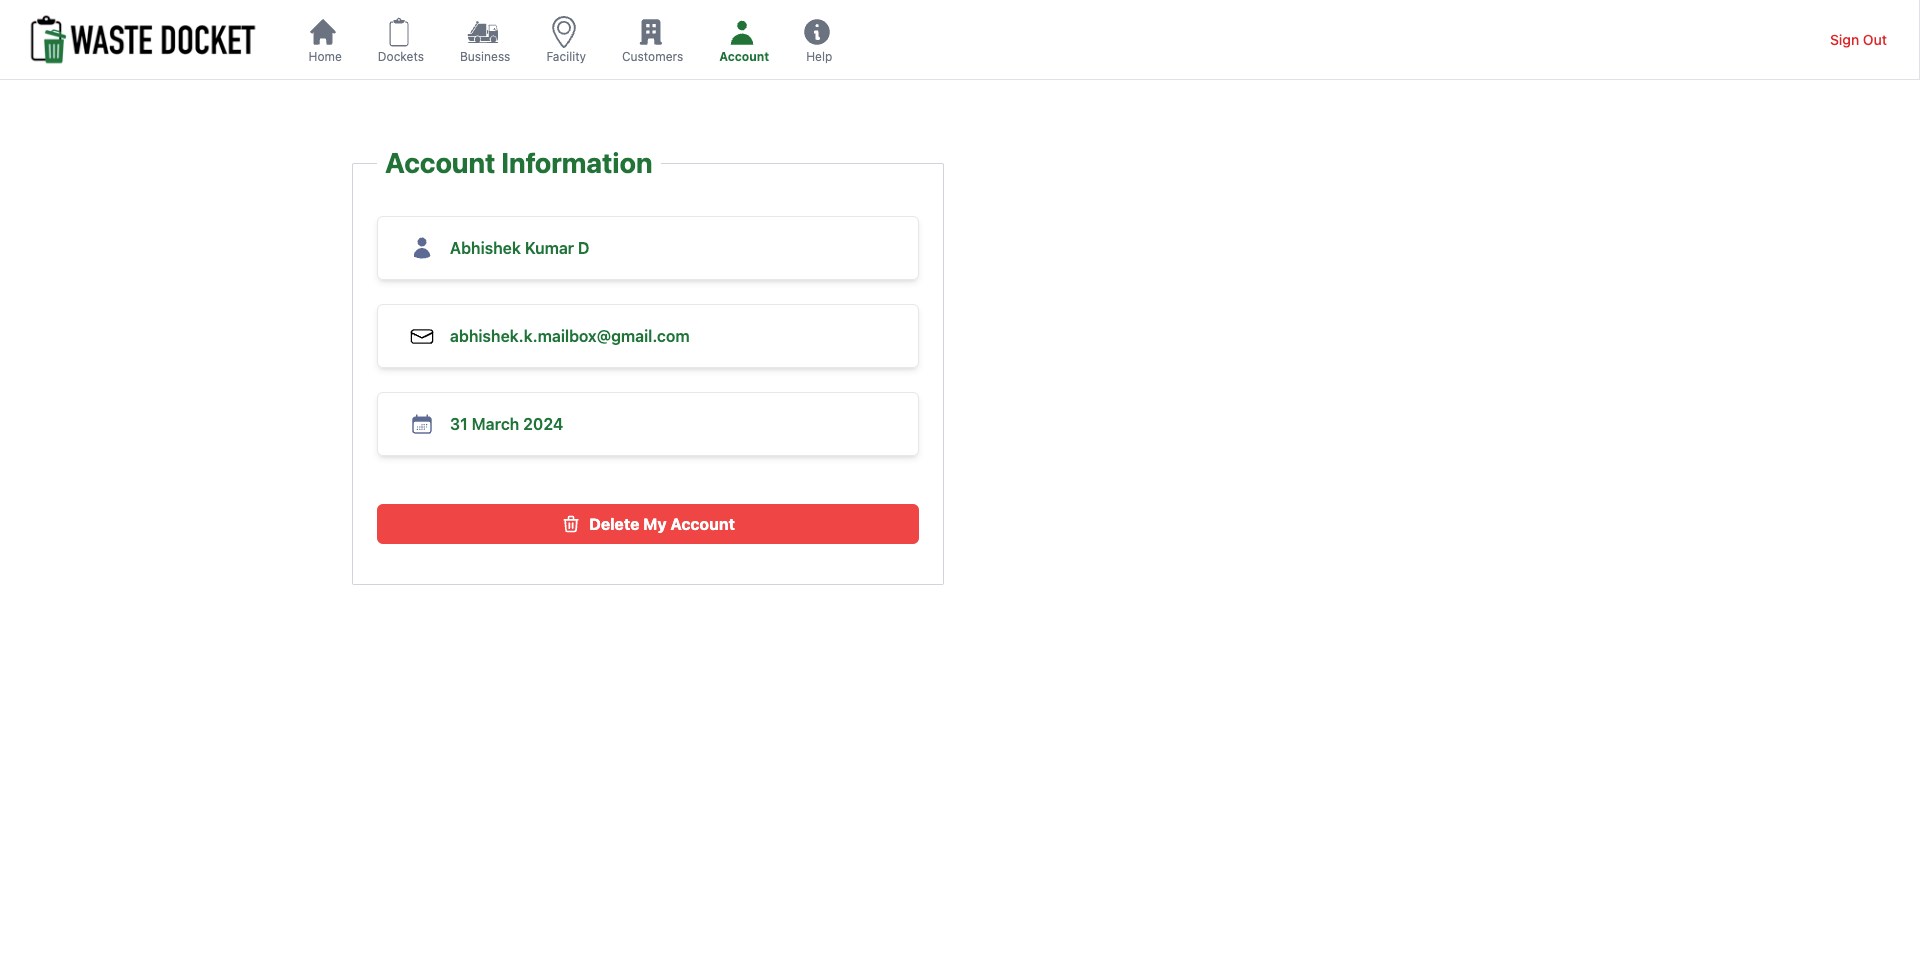 WASTE DOCKET
Home
Dockets
Business
Facility
Customers
Account
Help
Sign Out
Account Information
Abhishek Kumar D
abhishek.k.mailbox@gmail.com
31 March 2024
Delete My Account